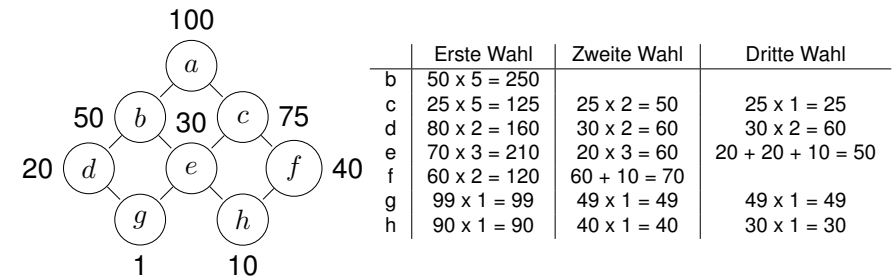 100
a
50 b 30 c 75
20 d e f 40
g h
1 10
Erste Wahl Zweite Wahl Dritte Wahl
b 50 x 5 = 250
c 25 x 5 = 125 25 x 2 = 50 25 x 1 = 25
d 80 x 2 = 160 30 x 2 = 60 30 x 2 = 60
e 70 x 3 = 210 20 x 3 = 60 20 + 20 + 10 = 50
f 60 x 2 = 120 60 + 10 = 70
g 99 x 1 = 99 49 x 1 = 49 49 x 1 = 49
h 90 x 1 = 90 40 x 1 = 40 30 x 1 = 30